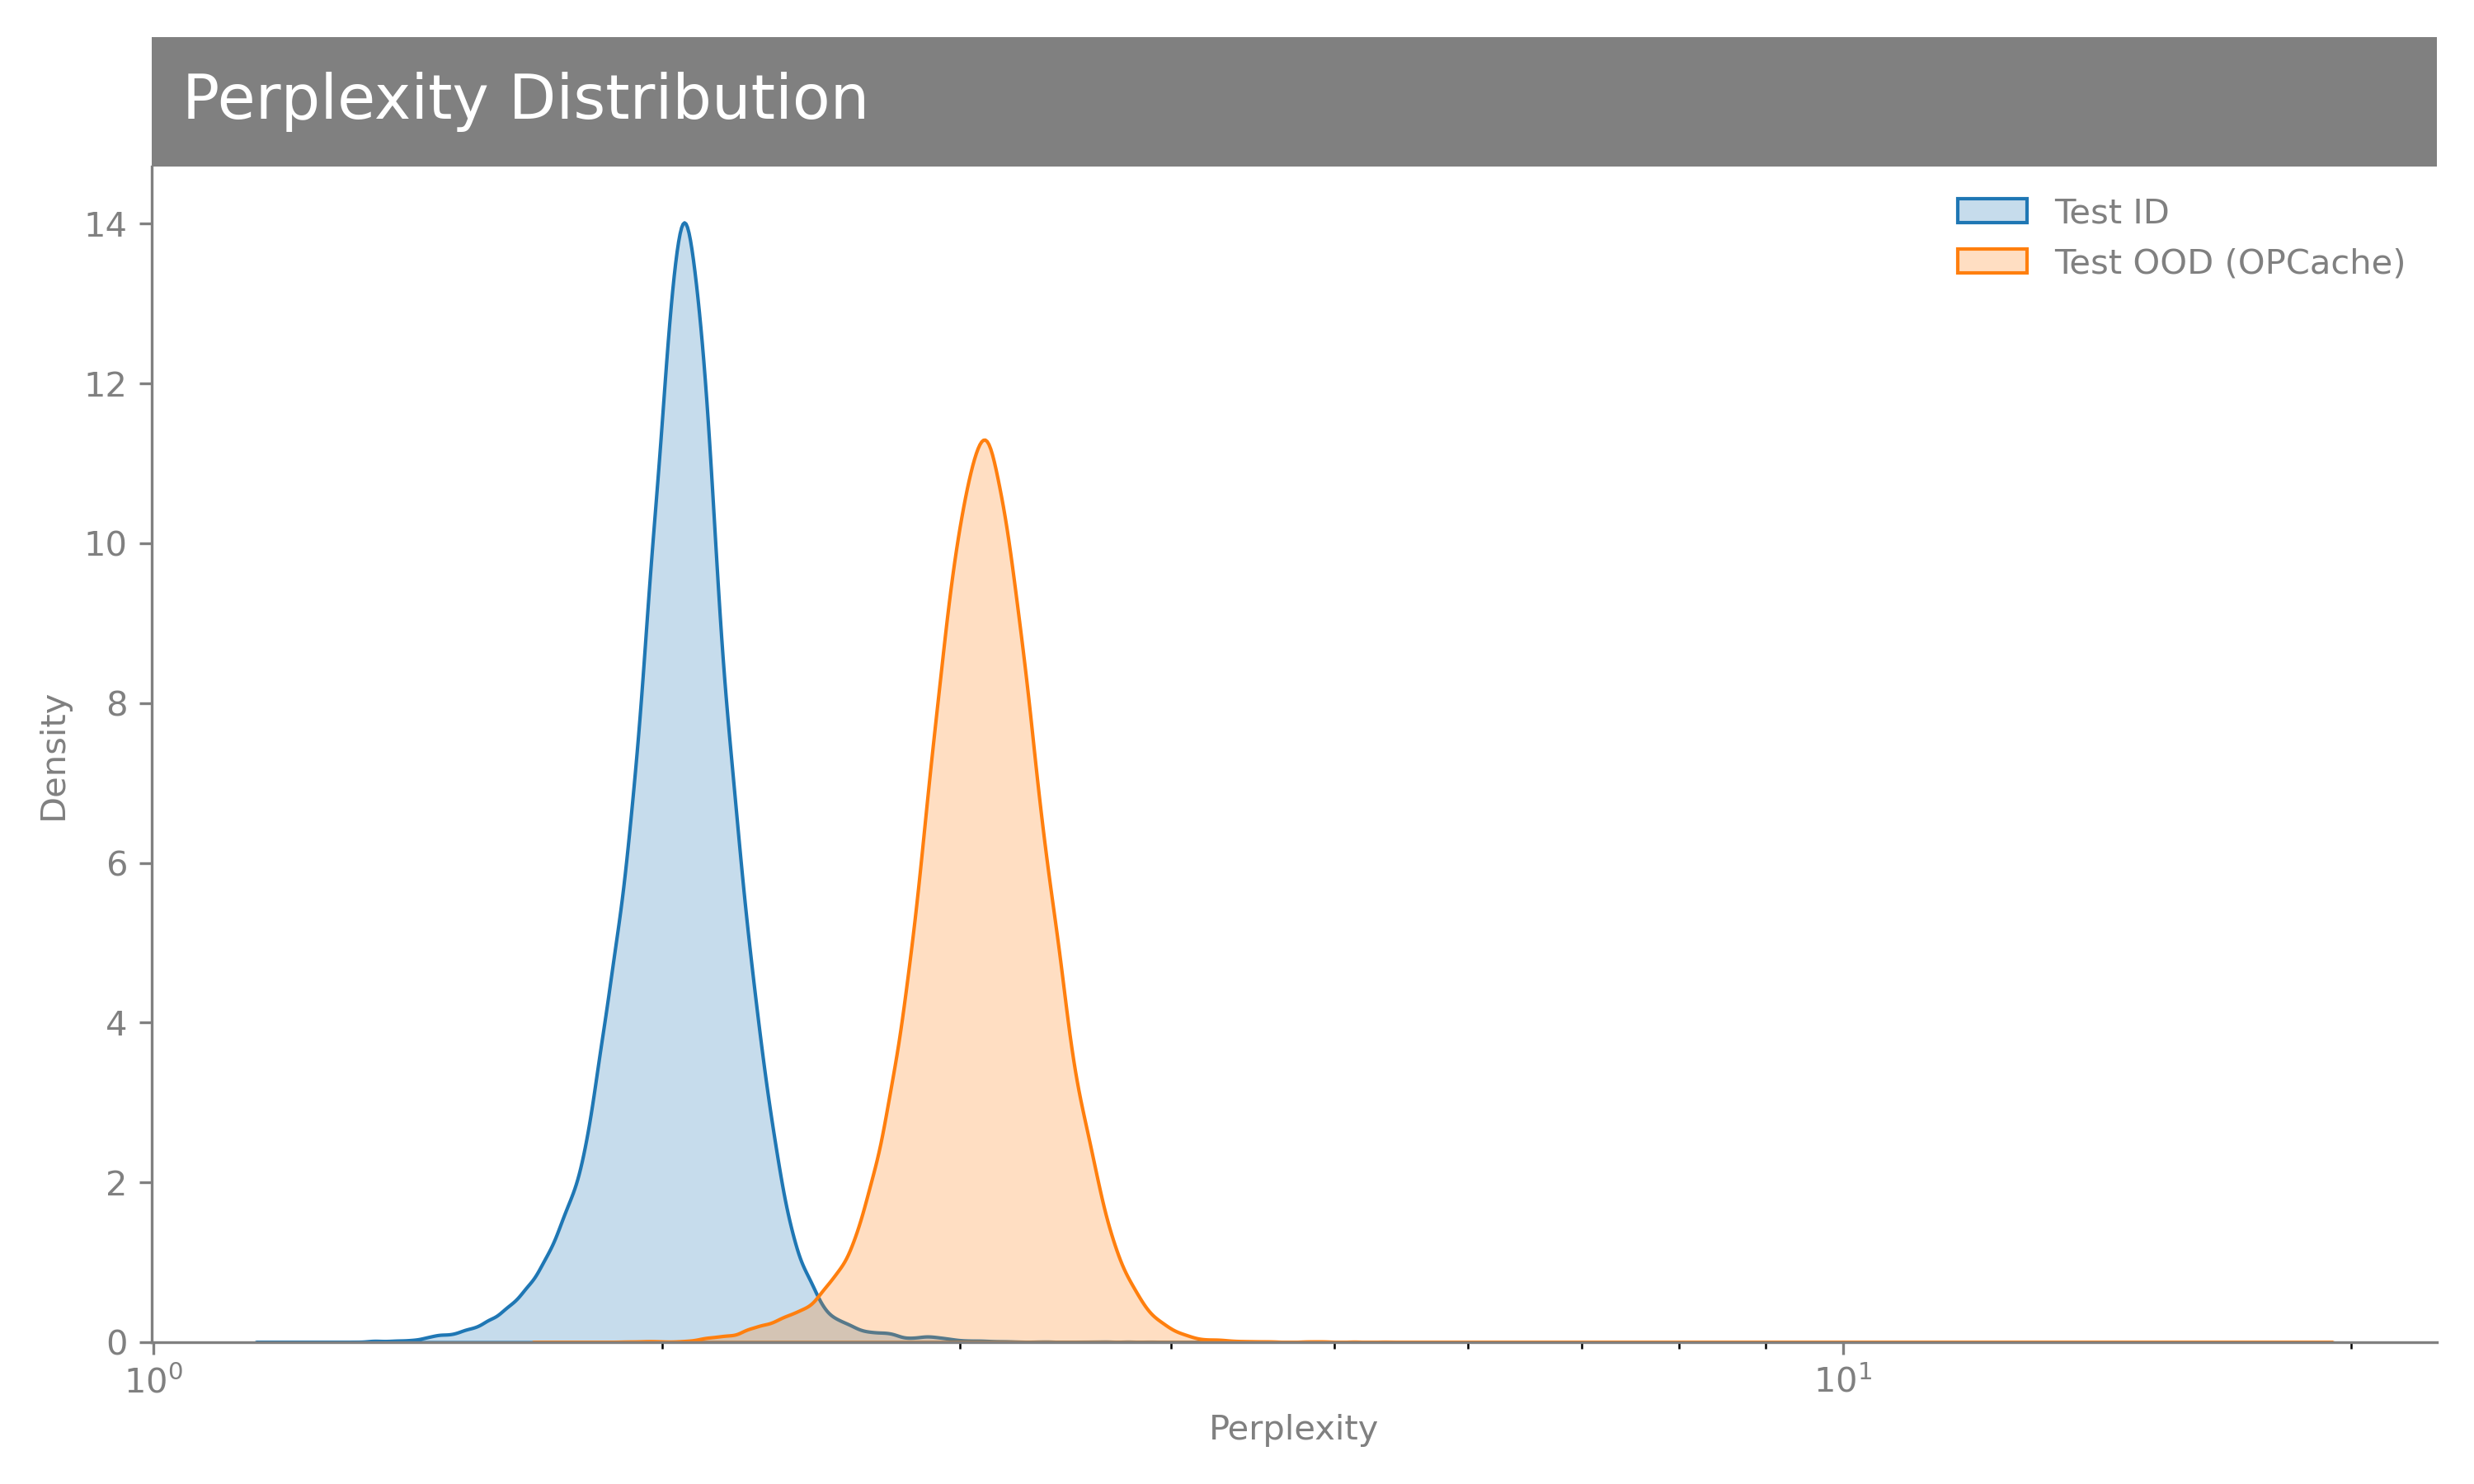 Perplexity Distribution
Test ID
Test OOD (OPCache)
14
12
10
8
6
4
2
0
Density
10⁰
10¹
Perplexity